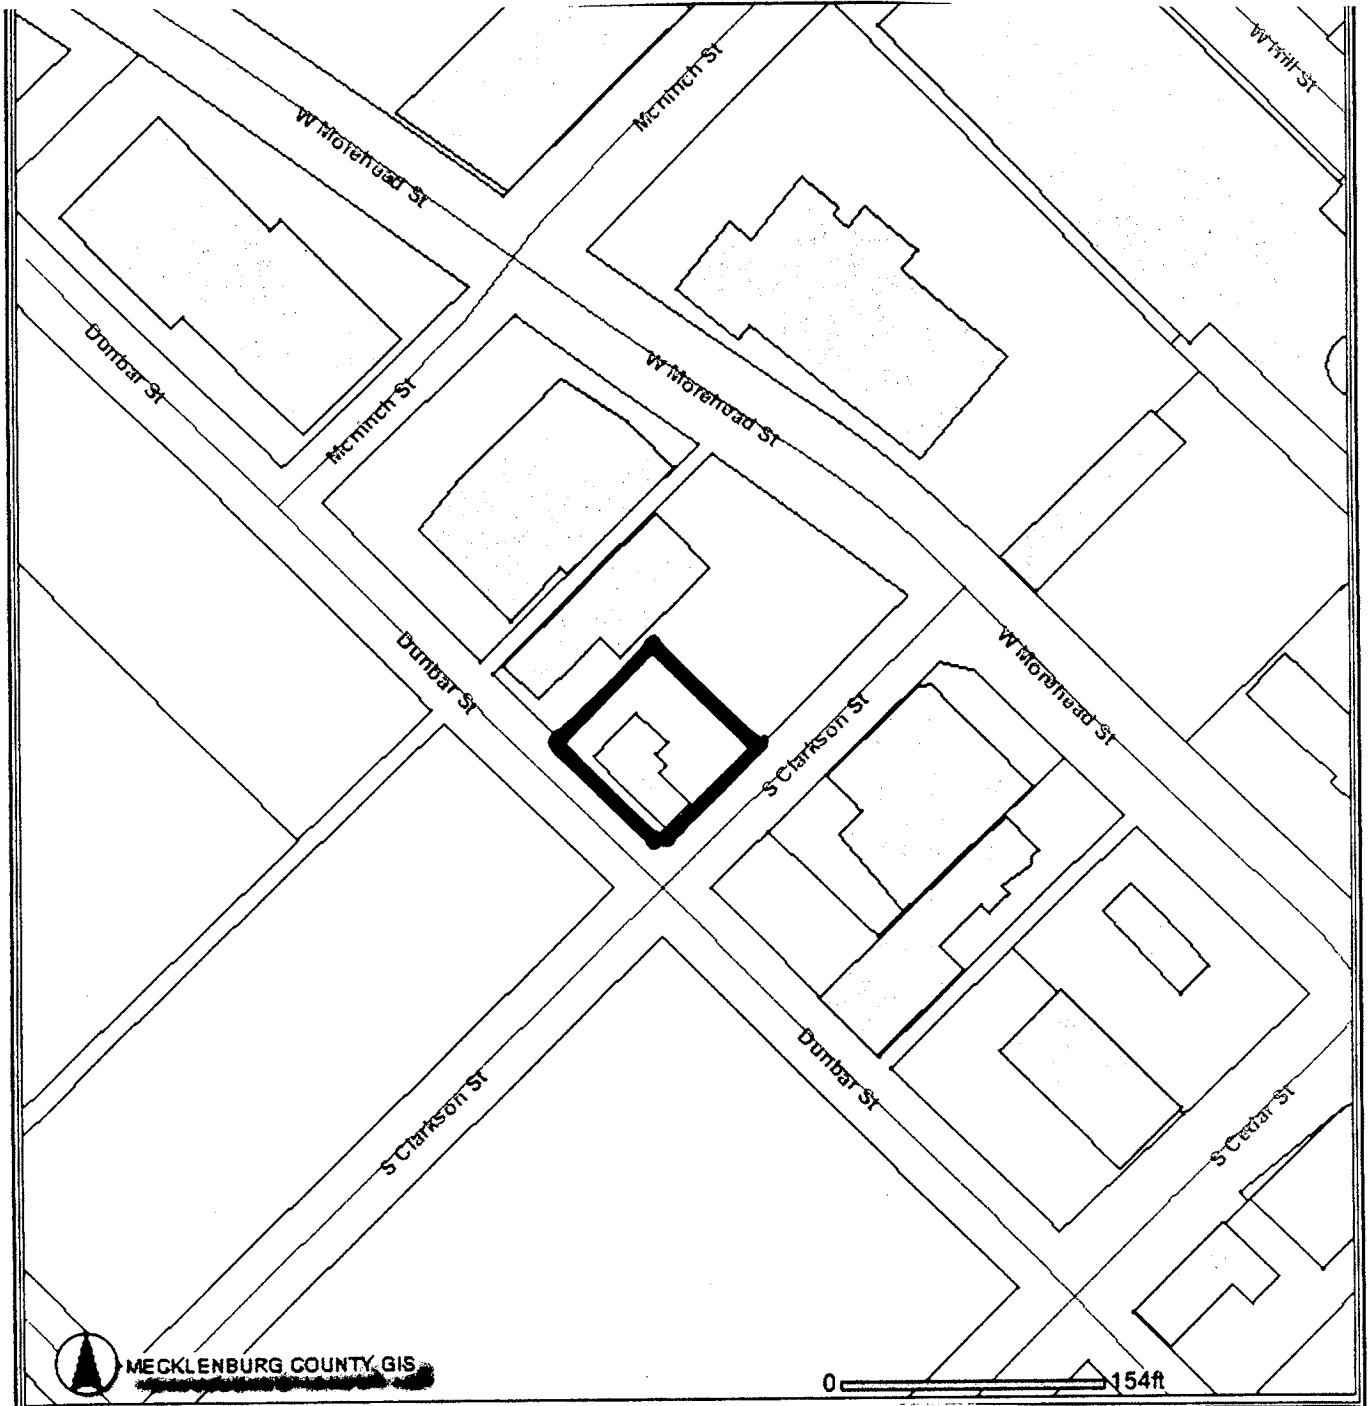 W Hill St
Mcninch St
W Morehead St
Dunbar St
Mcninch St
W Morehead St
Dunbar St
W Morehead St
S Clarkson St
Dunbar St
S Clarkson St
S Cedar St
MECKLENBURG COUNTY GIS
0 154ft